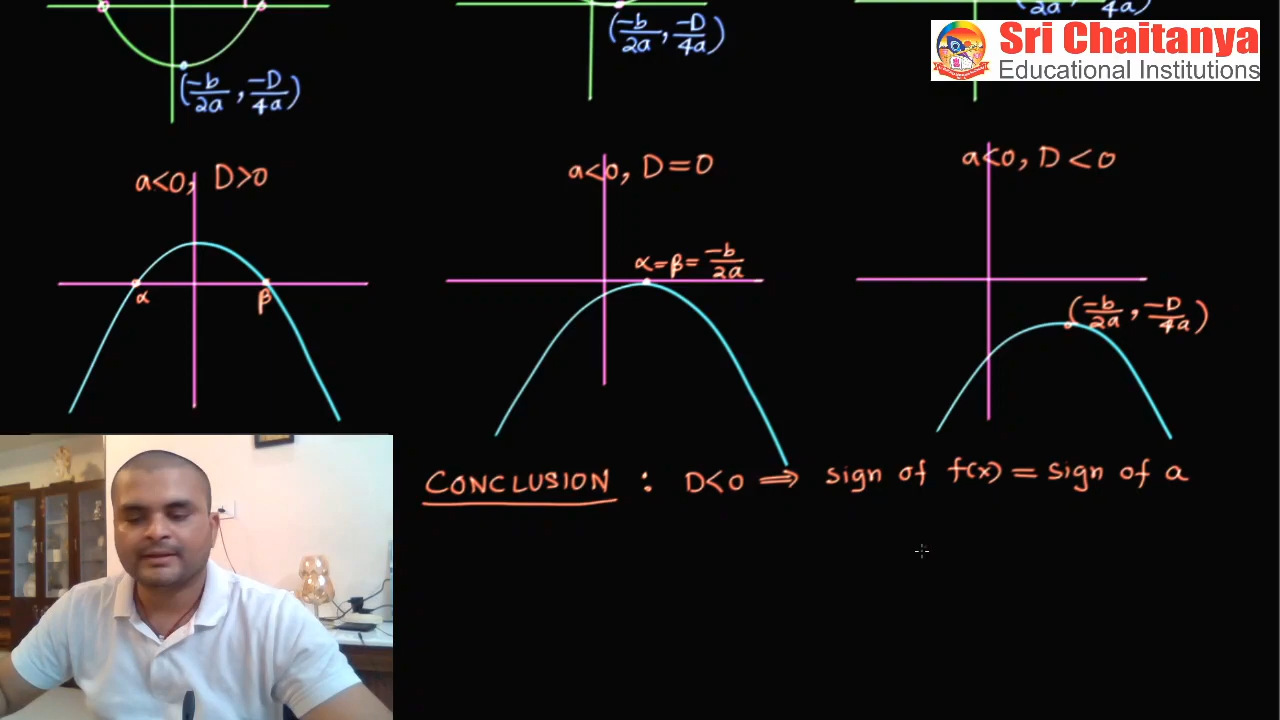 (-b/2a, -D/4a)
(-b/2a, -D/4a)
Sri Chaitanya
Educational Institutions
a<0, D>0
a<0, D=0
a<0, D<0
α
β
α=β=-b/2a
(-b/2a, -D/4a)
CONCLUSION : D<0 ⟹ sign of f(x) = sign of a